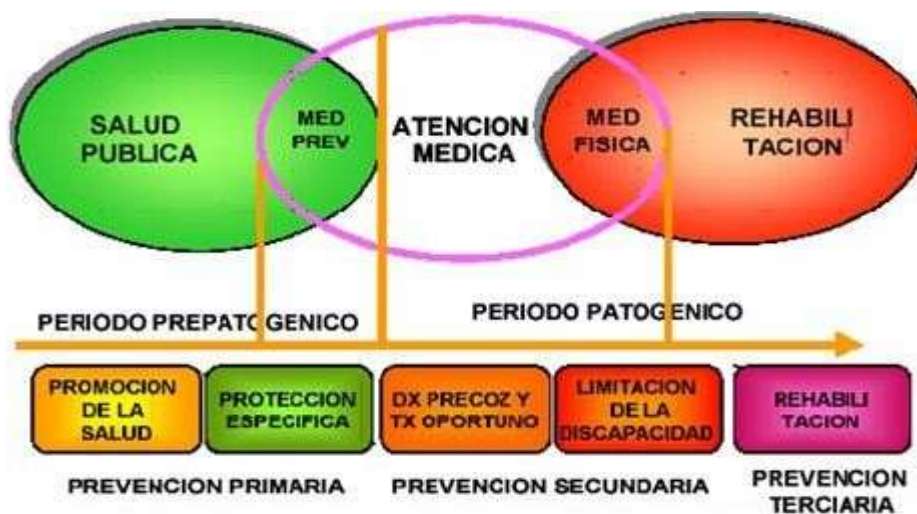 SALUD
PUBLICA
MED
PREV
ATENCION
MEDICA
MED
FISICA
REHABILI
TACION
PERIODO PREPATOGENICO
PERIODO PATOGENICO
PROMOCION
DE LA
SALUD
PROTECCION
ESPECIFICA
DX PRECOZ Y
TX OPORTUNO
LIMITACION
DE LA
DISCAPACIDAD
REHABILI
TACION
PREVENCION PRIMARIA
PREVENCION SECUNDARIA
PREVENCION
TERCIARIA